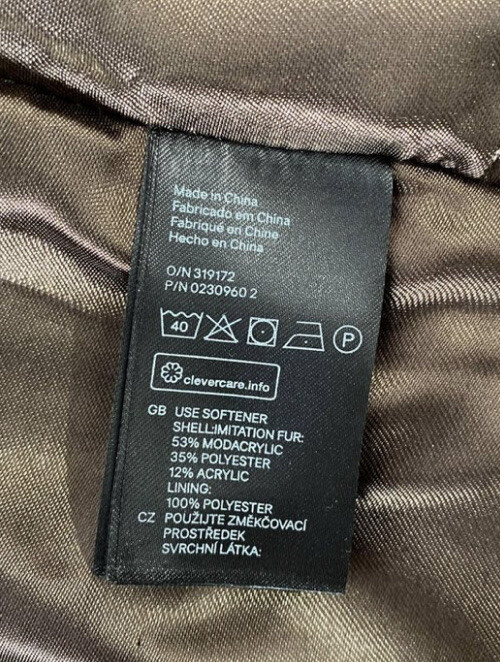 Made in China
Fabricado em China
Fabriqué en Chine
Hecho en China
O/N 319172
P/N 0230960 2
40 P
clevercare.info
GB USE SOFTENER
SHELL:IMITATION FUR:
53% MODACRYLIC
35% POLYESTER
12% ACRYLIC
LINING:
100% POLYESTER
CZ POUŽIJTE ZMĚKČOVACÍ
PROSTŘEDEK
SVRCHNÍ LÁTKA: